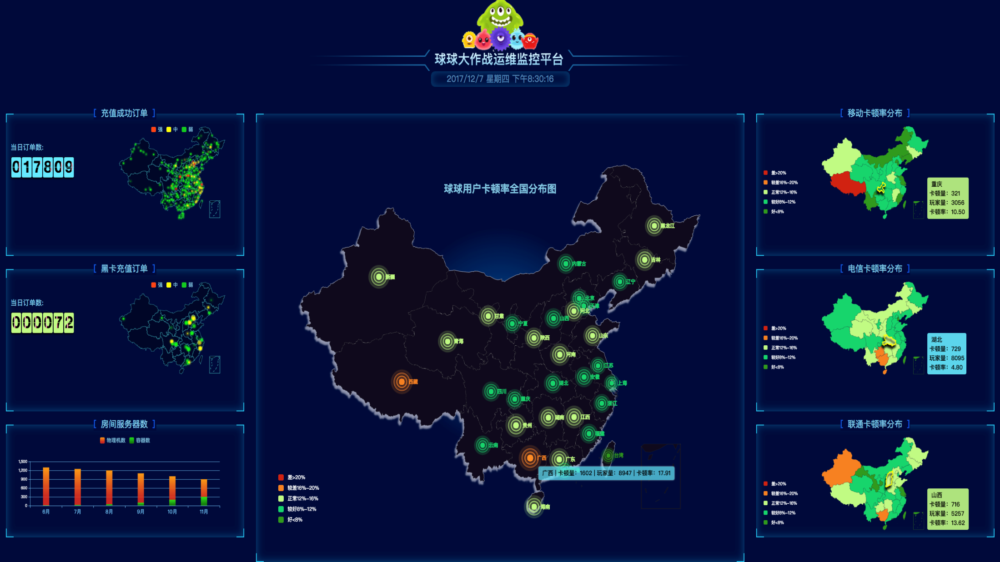 球球大作战运维监控平台
2017/12/7 星期四 下午8:30:16
[ 充值成功订单 ]
强 中 弱
当日订单数:
017809
[ 黑卡充值订单 ]
强 中 弱
当日订单数:
000072
[ 房间服务器数 ]
物理机数 容器数
1,500
1,200
900
600
300
0
6月 7月 8月 9月 10月 11月
球球用户卡顿率全国分布图
黑龙江
吉林
内蒙古
新疆
辽宁
北京
天津
河北
甘肃
山西
宁夏
山东
陕西
青海
河南
江苏
安徽
西藏
湖北
上海
四川
重庆
浙江
湖南
江西
贵州
福建
云南
台湾
广西
广东
广西 | 卡顿量：1602 | 玩家量：8947 | 卡顿率：17.91
海南
差>20%
较差16%-20%
正常12%-16%
较好8%-12%
好<8%
[ 移动卡顿率分布 ]
差>20%
较差16%-20%
正常12%-16%
较好8%-12%
好<8%
重庆
卡顿量：321
玩家量：3056
卡顿率：10.50
[ 电信卡顿率分布 ]
差>20%
较差16%-20%
正常12%-16%
较好8%-12%
好<8%
湖北
卡顿量：729
玩家量：8095
卡顿率：4.80
[ 联通卡顿率分布 ]
差>20%
较差16%-20%
正常12%-16%
较好8%-12%
好<8%
山西
卡顿量：716
玩家量：5257
卡顿率：13.62